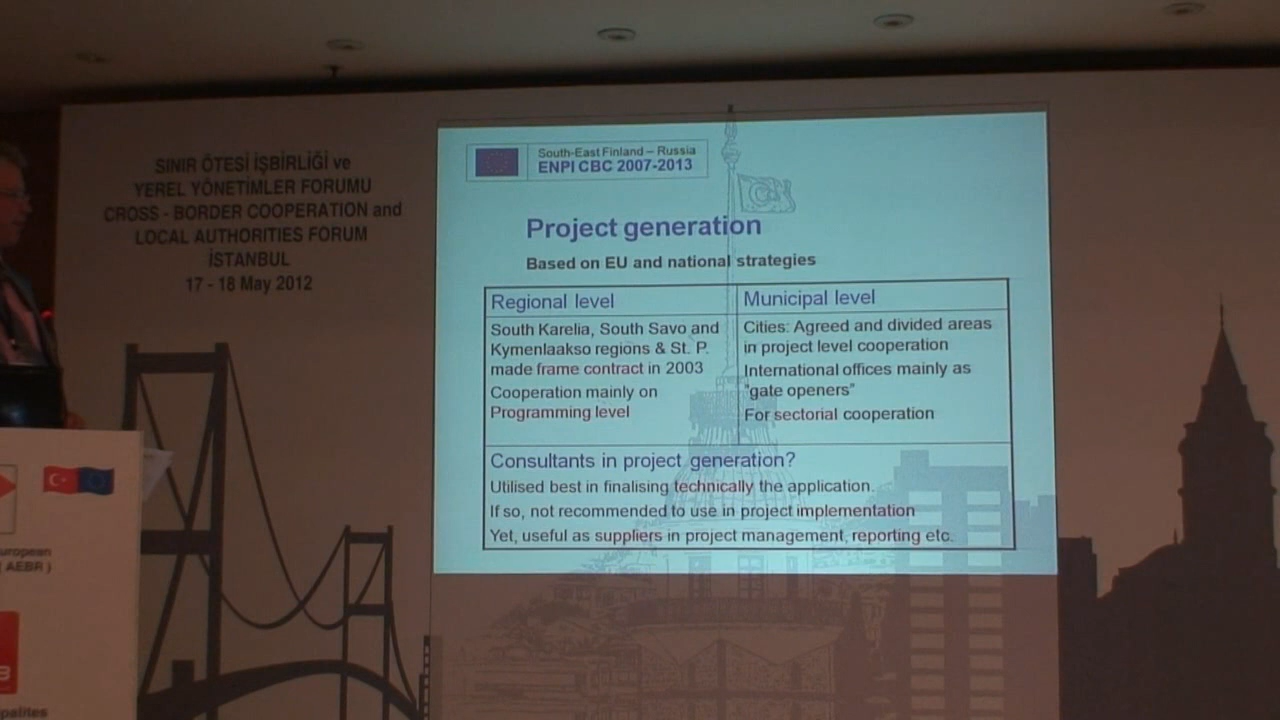 SINIR ÖTESİ İŞBİRLİĞİ ve
YEREL YÖNETİMLER FORUMU
CROSS - BORDER COOPERATION and
LOCAL AUTHORITIES FORUM
İSTANBUL
17 - 18 May 2012
South-East Finland – Russia
ENPI CBC 2007-2013
Project generation
Based on EU and national strategies
Regional level
South Karelia, South Savo and
Kymenlaakso regions & St. P.
made frame contract in 2003
Cooperation mainly on
Programming level
Municipal level
Cities: Agreed and divided areas
in project level cooperation
International offices mainly as
"gate openers"
For sectorial cooperation
Consultants in project generation?
Utilised best in finalising technically the application.
If so, not recommended to use in project implementation
Yet, useful as suppliers in project management, reporting etc.
uropean
( AEBR )
B
palites